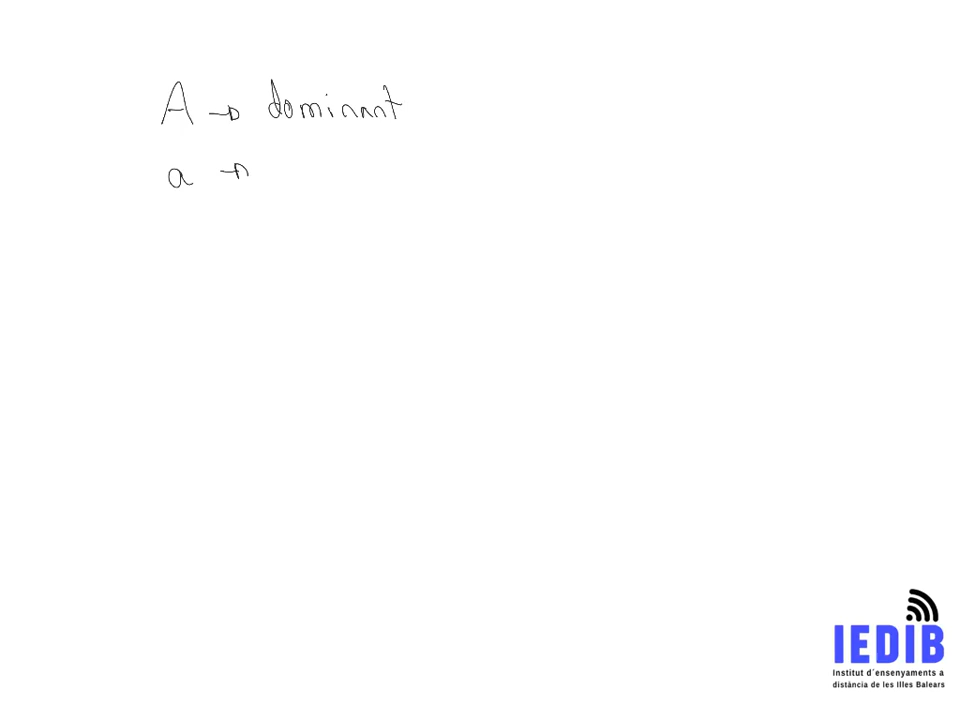 A → dominant
a →
IEDIB
Institut d'ensenyaments a
distància de les Illes Balears